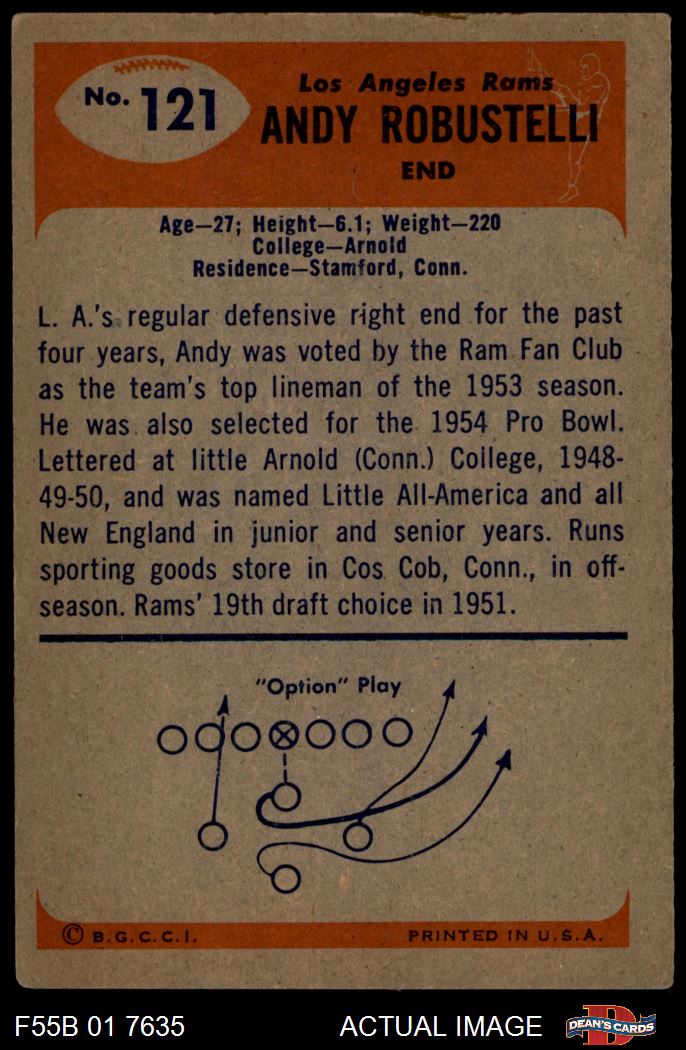 No. 121
Los Angeles Rams
ANDY ROBUSTELLI
END
Age—27; Height—6.1; Weight—220
College—Arnold
Residence—Stamford, Conn.
L. A.'s regular defensive right end for the past
four years, Andy was voted by the Ram Fan Club
as the team's top lineman of the 1953 season.
He was also selected for the 1954 Pro Bowl.
Lettered at little Arnold (Conn.) College, 1948-
49-50, and was named Little All-America and all
New England in junior and senior years. Runs
sporting goods store in Cos Cob, Conn., in off-
season. Rams' 19th draft choice in 1951.
"Option" Play
© B.G.C.C.I. PRINTED IN U.S.A.
F55B 01 7635 ACTUAL IMAGE D DEAN'S CARDS